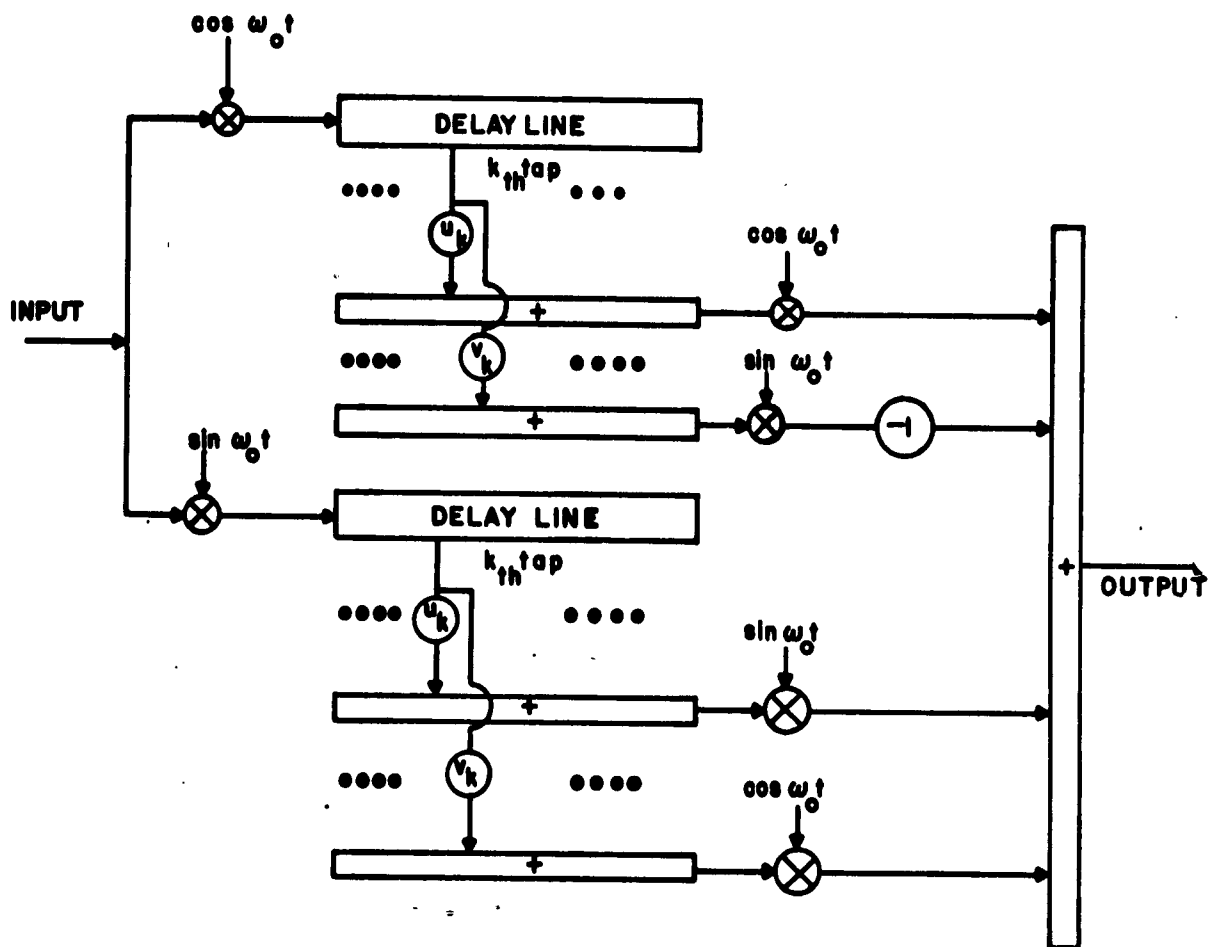 cos ω₀t
DELAY LINE
k_th tap
u_k
cos ω₀t
INPUT
+
v_k
sin ω₀t
+
-1
sin ω₀t
DELAY LINE
k_th tap
+
OUTPUT
u_k
sin ω₀t
+
v_k
cos ω₀t
+